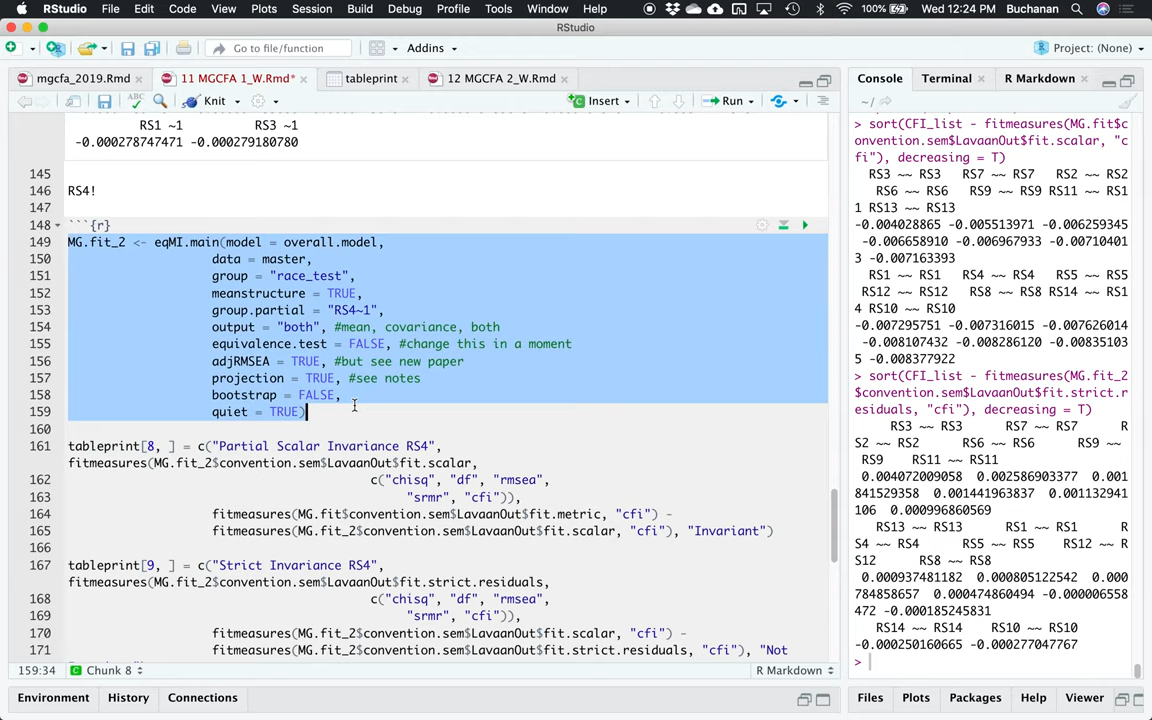 RStudio File Edit Code View Plots Session Build Debug Profile Tools Window Help 100% Wed 12:24 PM Buchanan
RStudio
Go to file/function Addins Project: (None)
mgcfa_2019.Rmd 11 MGCFA 1_W.Rmd* tableprint 12 MGCFA 2_W.Rmd
ABC Knit Insert Run
RS1 ~1 RS3 ~1
-0.000278747471 -0.000279180780
145
146 RS4!
147
148 ```{r}
149 MG.fit_2 <- eqMI.main(model = overall.model,
150 data = master,
151 group = "race_test",
152 meanstructure = TRUE,
153 group.partial = "RS4~1",
154 output = "both", #mean, covariance, both
155 equivalence.test = FALSE, #change this in a moment
156 adjRMSEA = TRUE, #but see new paper
157 projection = TRUE, #see notes
158 bootstrap = FALSE,
159 quiet = TRUE)
160
161 tableprint[8, ] = c("Partial Scalar Invariance RS4",
fitmeasures(MG.fit_2$convention.sem$LavaanOut$fit.scalar,
162 c("chisq", "df", "rmsea",
163 "srmr", "cfi")),
164 fitmeasures(MG.fit$convention.sem$LavaanOut$fit.metric, "cfi") -
165 fitmeasures(MG.fit_2$convention.sem$LavaanOut$fit.scalar, "cfi"), "Invariant")
166
167 tableprint[9, ] = c("Strict Invariance RS4",
fitmeasures(MG.fit_2$convention.sem$LavaanOut$fit.strict.residuals,
168 c("chisq", "df", "rmsea",
169 "srmr", "cfi")),
170 fitmeasures(MG.fit_2$convention.sem$LavaanOut$fit.scalar, "cfi") -
171 fitmeasures(MG.fit_2$convention.sem$LavaanOut$fit.strict.residuals, "cfi"), "Not
159:34 Chunk 8 R Markdown
Environment History Connections
Console Terminal R Markdown
~/
> sort(CFI_list - fitmeasures(MG.fit$c
onvention.sem$LavaanOut$fit.scalar, "c
fi"), decreasing = T)
RS3 ~~ RS3 RS7 ~~ RS7 RS2 ~~ RS2
RS6 ~~ RS6 RS9 ~~ RS9 RS11 ~~ RS1
1 RS13 ~~ RS13
-0.004028865 -0.005513971 -0.006259345
-0.006658910 -0.006967933 -0.00710401
3 -0.007163393
RS1 ~~ RS1 RS4 ~~ RS4 RS5 ~~ RS5
RS12 ~~ RS12 RS8 ~~ RS8 RS14 ~~ RS1
4 RS10 ~~ RS10
-0.007295751 -0.007316015 -0.007626014
-0.008107432 -0.008286120 -0.00835103
5 -0.008377922
> sort(CFI_list - fitmeasures(MG.fit_2
$convention.sem$LavaanOut$fit.strict.r
esiduals, "cfi"), decreasing = T)
RS3 ~~ RS3 RS7 ~~ RS7 R
S2 ~~ RS2 RS6 ~~ RS6 RS9 ~~
RS9 RS11 ~~ RS11
0.004072009058 0.002586903377 0.001
841529358 0.001441963837 0.001132941
106 0.000996860569
RS13 ~~ RS13 RS1 ~~ RS1 R
S4 ~~ RS4 RS5 ~~ RS5 RS12 ~~ R
S12 RS8 ~~ RS8
0.000937481182 0.000805122542 0.000
784858657 0.000474860494 -0.000006558
472 -0.000185245831
RS14 ~~ RS14 RS10 ~~ RS10
-0.000250160665 -0.000277047767
>
Files Plots Packages Help Viewer